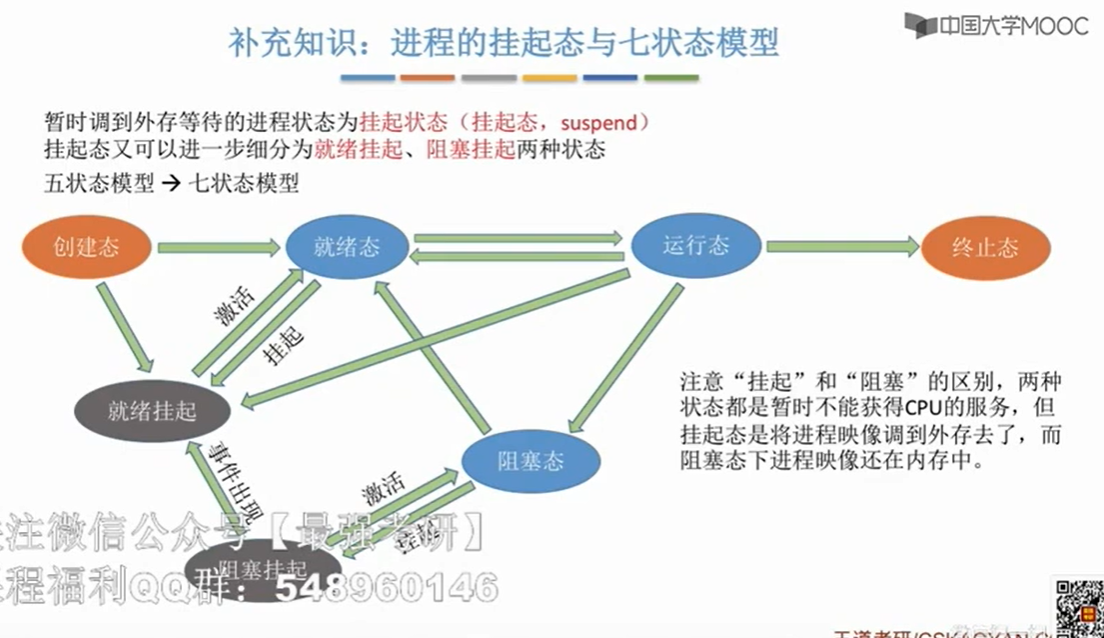 中国大学MOOC
补充知识：进程的挂起态与七状态模型
暂时调到外存等待的进程状态为挂起状态（挂起态，suspend）
挂起态又可以进一步细分为就绪挂起、阻塞挂起两种状态
五状态模型 → 七状态模型
创建态
就绪态
运行态
终止态
激活
挂起
就绪挂起
注意“挂起”和“阻塞”的区别，两种
状态都是暂时不能获得CPU的服务，但
挂起态是将进程映像调到外存去了，而
阻塞态下进程映像还在内存中。
阻塞态
事件出现
激活
挂起
注微信公众号【最强考研】
阻塞挂起
程福利QQ群：548960146